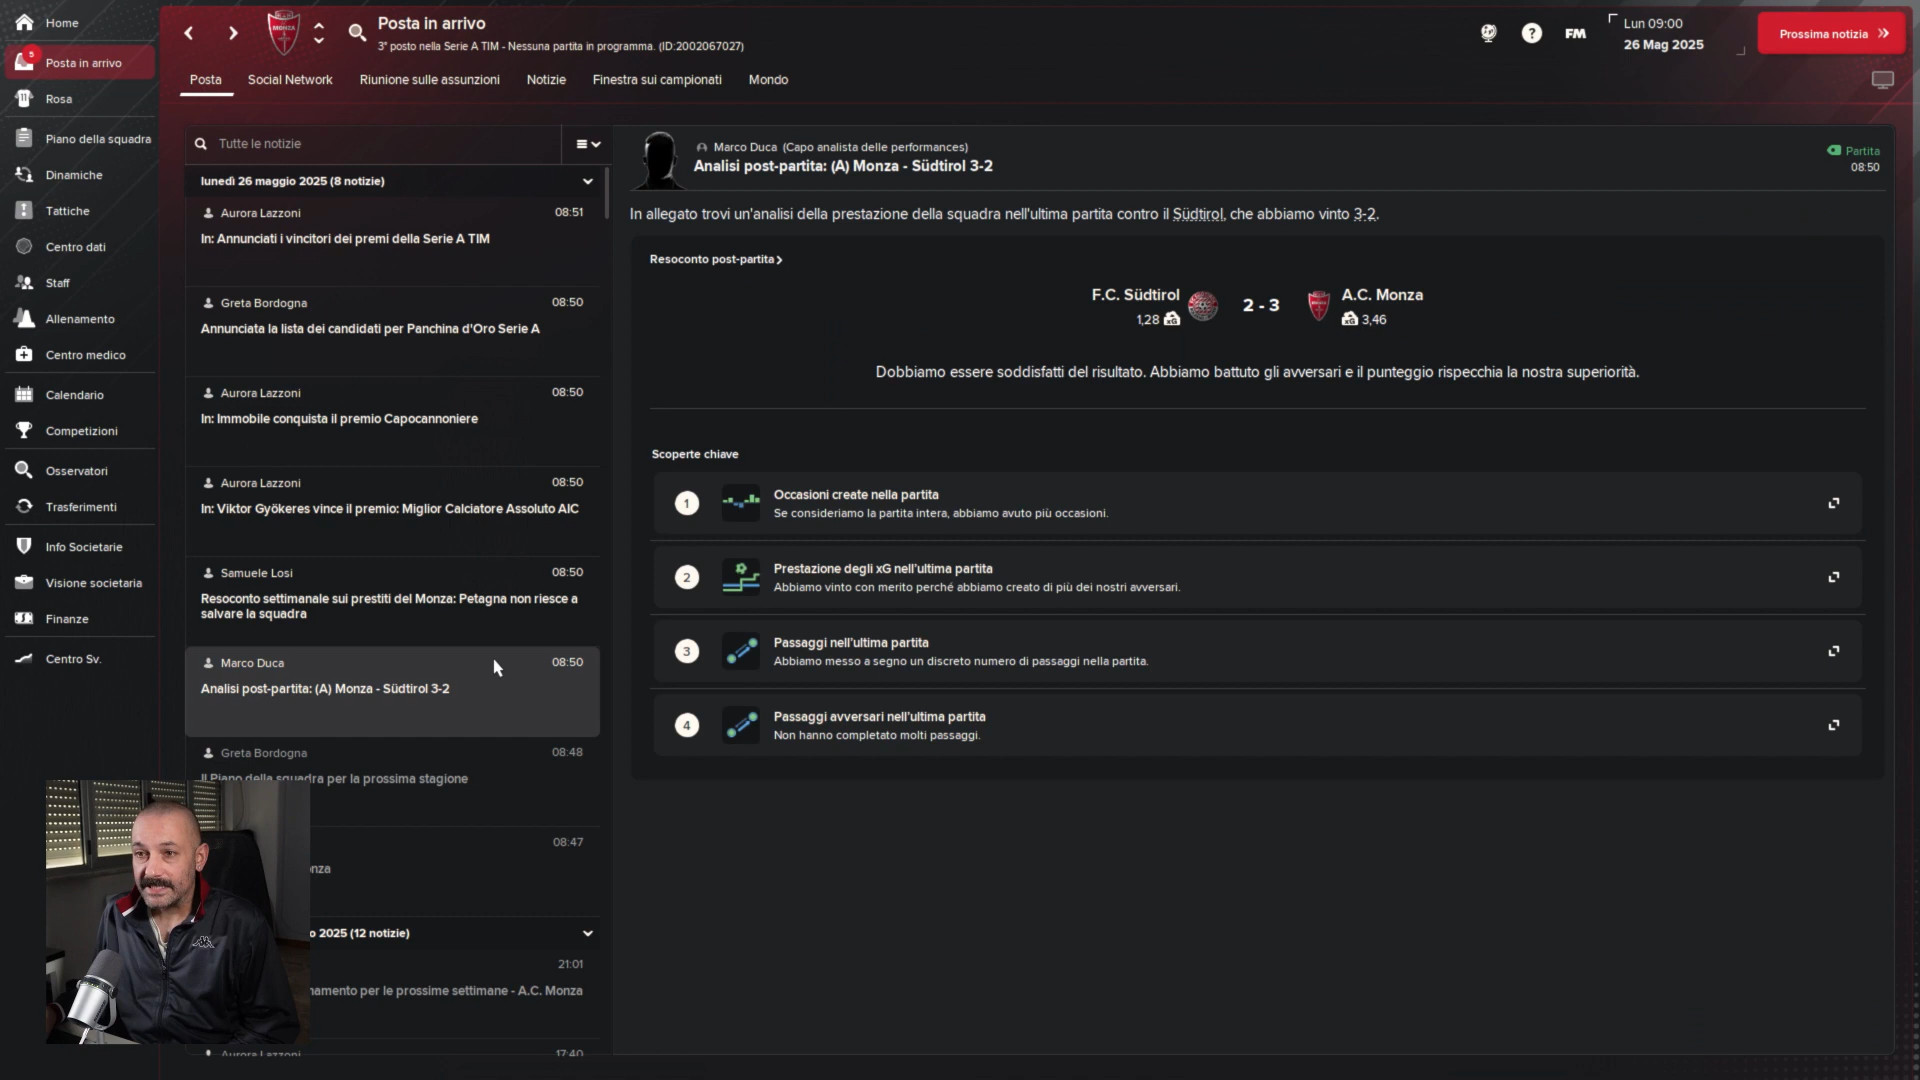 Home
5
Posta in arrivo
Rosa
Piano della squadra
Dinamiche
Tattiche
Centro dati
Staff
Allenamento
Centro medico
Calendario
Competizioni
Osservatori
Trasferimenti
Info Societarie
Visione societaria
Finanze
Centro Sv.
MONZA
Posta in arrivo
3° posto nella Serie A TIM - Nessuna partita in programma. (ID:2002067027)
FM
Lun 09:00
26 Mag 2025
Prossima notizia
Posta
Social Network
Riunione sulle assunzioni
Notizie
Finestra sui campionati
Mondo
Tutte le notizie
lunedì 26 maggio 2025 (8 notizie)
Aurora Lazzoni 08:51
In: Annunciati i vincitori dei premi della Serie A TIM
Greta Bordogna 08:50
Annunciata la lista dei candidati per Panchina d'Oro Serie A
Aurora Lazzoni 08:50
In: Immobile conquista il premio Capocannoniere
Aurora Lazzoni 08:50
In: Viktor Gyökeres vince il premio: Miglior Calciatore Assoluto AIC
Samuele Losi 08:50
Resoconto settimanale sui prestiti del Monza: Petagna non riesce a
salvare la squadra
Marco Duca 08:50
Analisi post-partita: (A) Monza - Südtirol 3-2
Greta Bordogna 08:48
Il Piano della squadra per la prossima stagione
08:47
onza
o 2025 (12 notizie)
21:01
namento per le prossime settimane - A.C. Monza
Aurora Lazzoni 17:40
Marco Duca (Capo analista delle performances)
Analisi post-partita: (A) Monza - Südtirol 3-2
Partita
08:50
In allegato trovi un'analisi della prestazione della squadra nell'ultima partita contro il Südtirol, che abbiamo vinto 3-2.
Resoconto post-partita
F.C. Südtirol
1,28 xG
2 - 3
A.C. Monza
xG 3,46
Dobbiamo essere soddisfatti del risultato. Abbiamo battuto gli avversari e il punteggio rispecchia la nostra superiorità.
Scoperte chiave
1
Occasioni create nella partita
Se consideriamo la partita intera, abbiamo avuto più occasioni.
2
Prestazione degli xG nell'ultima partita
Abbiamo vinto con merito perché abbiamo creato di più dei nostri avversari.
3
Passaggi nell'ultima partita
Abbiamo messo a segno un discreto numero di passaggi nella partita.
4
Passaggi avversari nell'ultima partita
Non hanno completato molti passaggi.